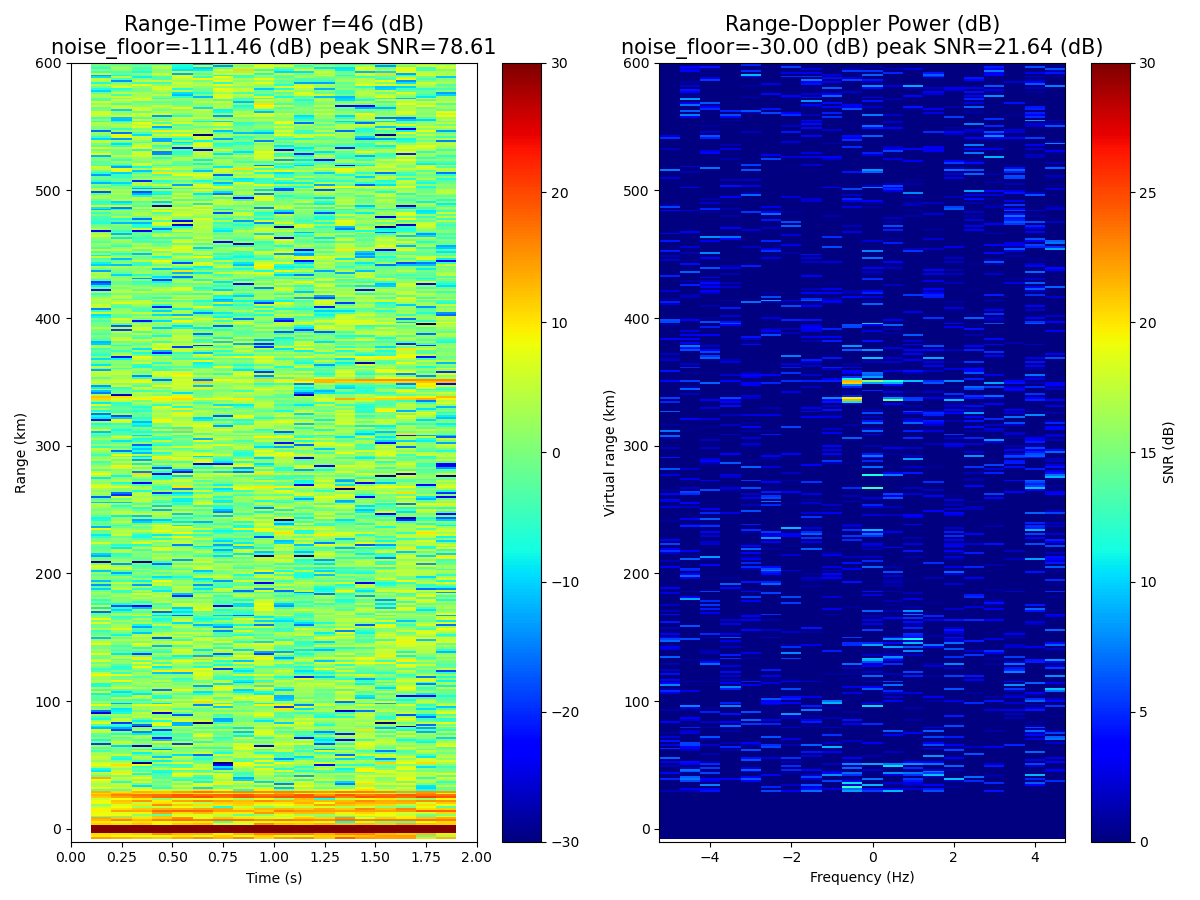 Range-Time Power f=46 (dB)
noise_floor=-111.46 (dB) peak SNR=78.61
Range (km)
600
500
400
300
200
100
0
0.00 0.25 0.50 0.75 1.00 1.25 1.50 1.75 2.00
Time (s)
30
20
10
0
−10
−20
−30
Range-Doppler Power (dB)
noise_floor=-30.00 (dB) peak SNR=21.64 (dB)
Virtual range (km)
600
500
400
300
200
100
0
−4 −2 0 2 4
Frequency (Hz)
30
25
20
15
10
5
0
SNR (dB)